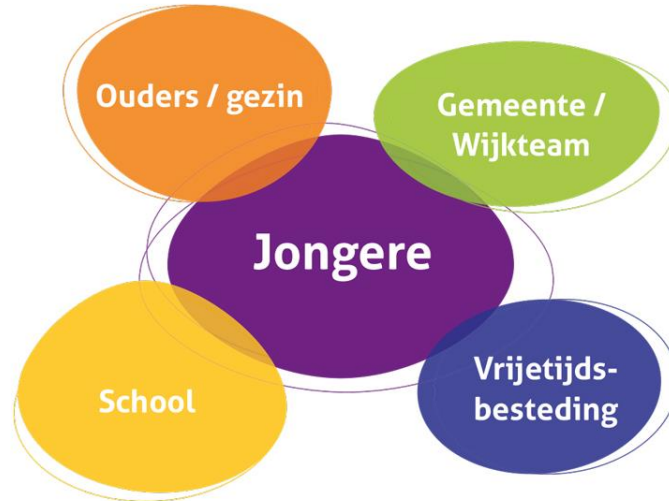 Ouders / gezin
Gemeente /
Wijkteam
Jongere
School
Vrijetijds-
besteding